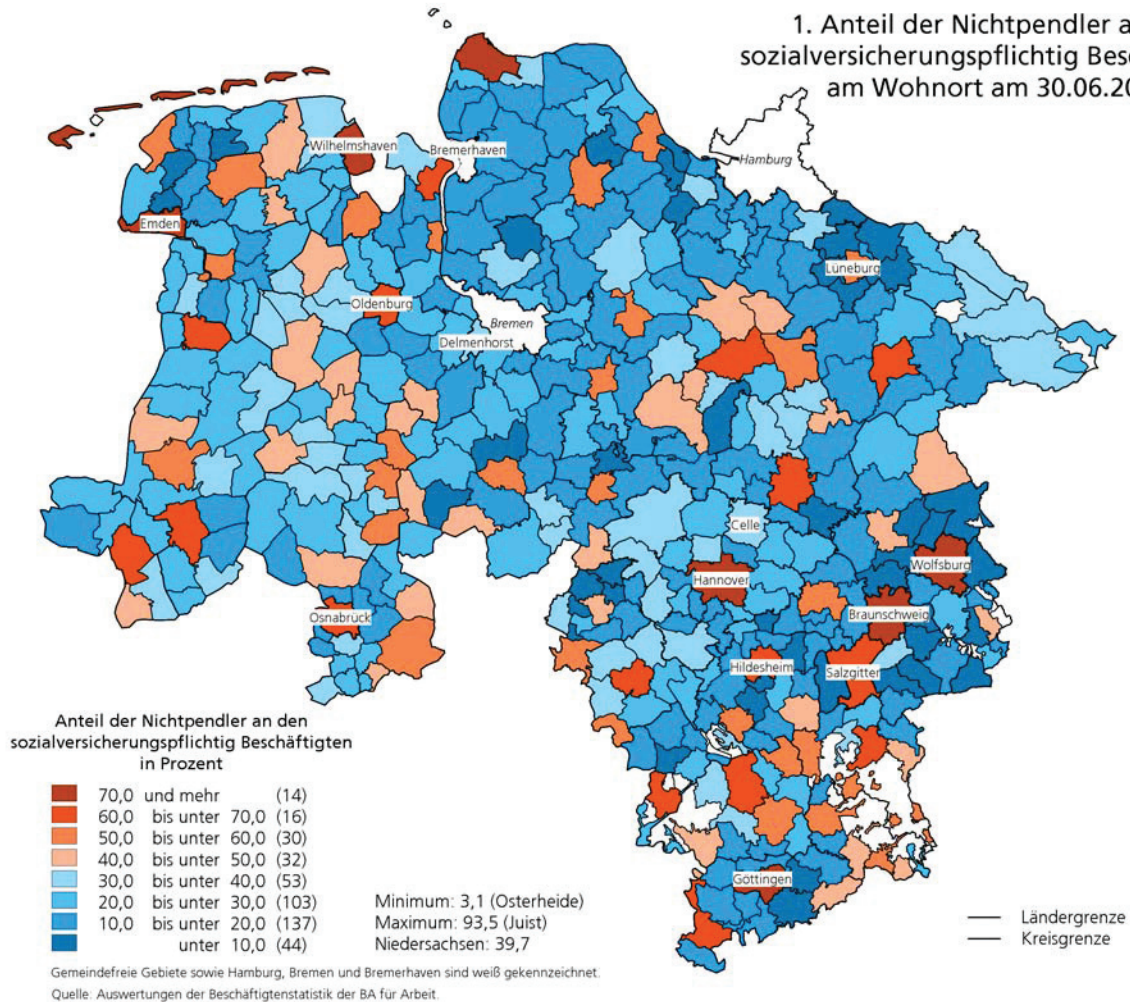 1. Anteil der Nichtpendler a
sozialversicherungspflichtig Besc
am Wohnort am 30.06.20
Wilhelmshaven
Bremerhaven
Hamburg
Emden
Lüneburg
Oldenburg
Bremen
Delmenhorst
Celle
Wolfsburg
Hannover
Braunschweig
Osnabrück
Hildesheim
Salzgitter
Göttingen
Anteil der Nichtpendler an den
sozialversicherungspflichtig Beschäftigten
in Prozent
70,0 und mehr (14)
60,0 bis unter 70,0 (16)
50,0 bis unter 60,0 (30)
40,0 bis unter 50,0 (32)
30,0 bis unter 40,0 (53)
20,0 bis unter 30,0 (103)
10,0 bis unter 20,0 (137)
unter 10,0 (44)
Minimum: 3,1 (Osterheide)
Maximum: 93,5 (Juist)
Niedersachsen: 39,7
Ländergrenze
Kreisgrenze
Gemeindefreie Gebiete sowie Hamburg, Bremen und Bremerhaven sind weiß gekennzeichnet.
Quelle: Auswertungen der Beschäftigtenstatistik der BA für Arbeit.